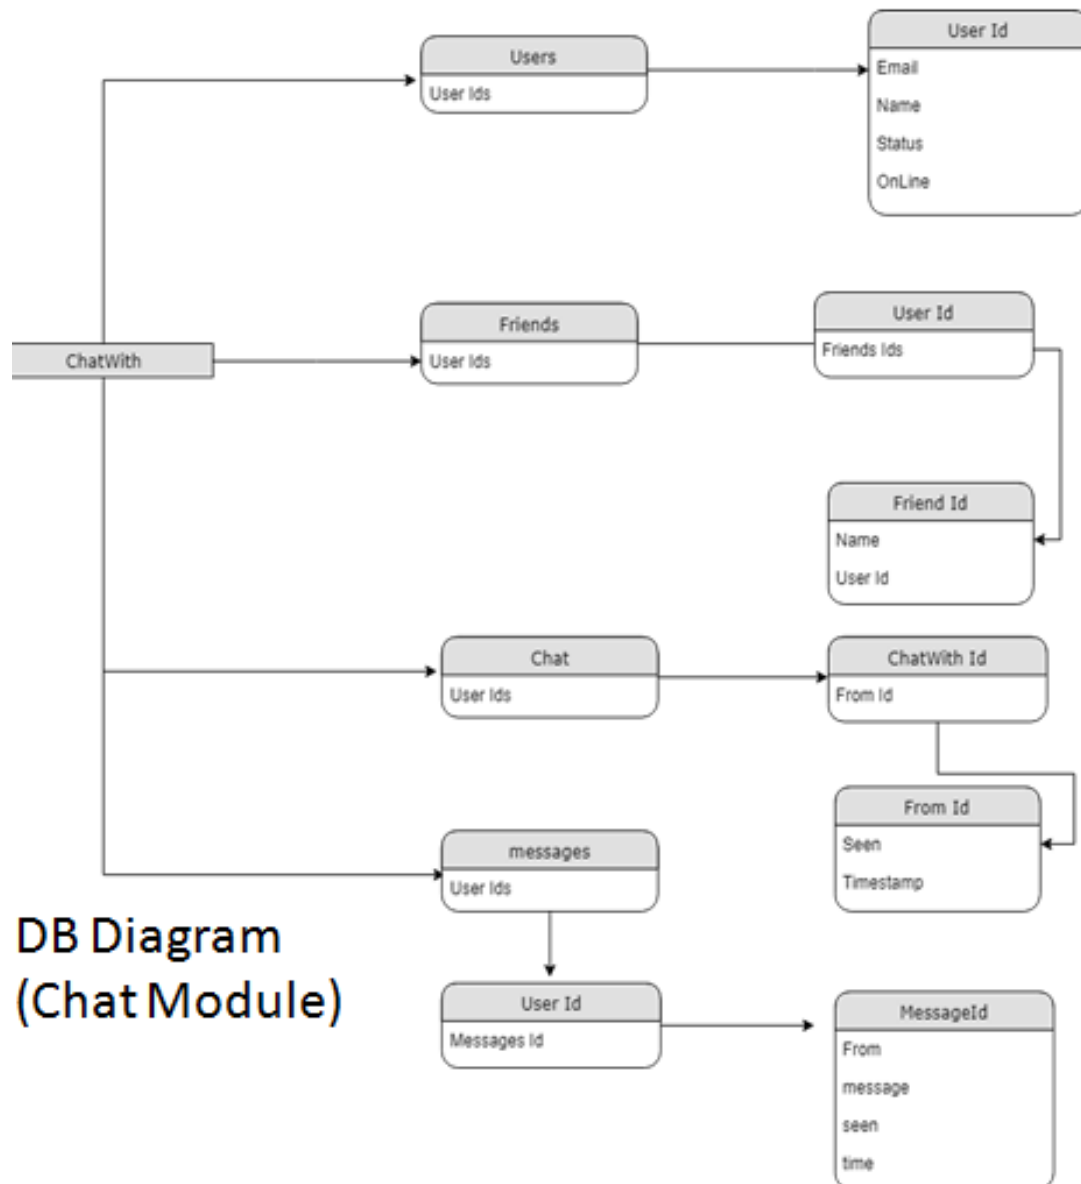 User Id
Email
Name
Status
OnLine
Users
User Ids
Friends
User Ids
User Id
Friends Ids
ChatWith
Friend Id
Name
User Id
Chat
User Ids
ChatWith Id
From Id
From Id
Seen
Timestamp
messages
User Ids
DB Diagram
(Chat Module)
User Id
Messages Id
MessageId
From
message
seen
time